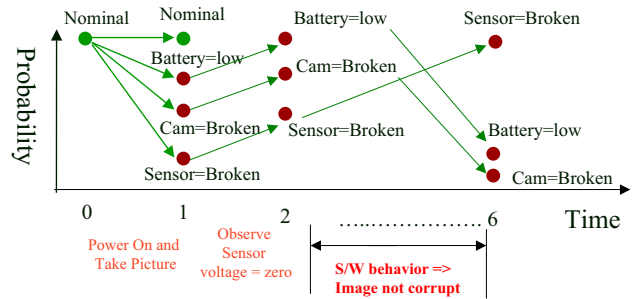 Nominal
Nominal
Battery=low
Sensor=Broken
Battery=low
Cam=Broken
Cam=Broken
Sensor=Broken
Battery=low
Sensor=Broken
Cam=Broken
Probability
0
1
2
…..……………
6
Time
Power On and
Take Picture
Observe
Sensor
voltage = zero
S/W behavior =>
Image not corrupt